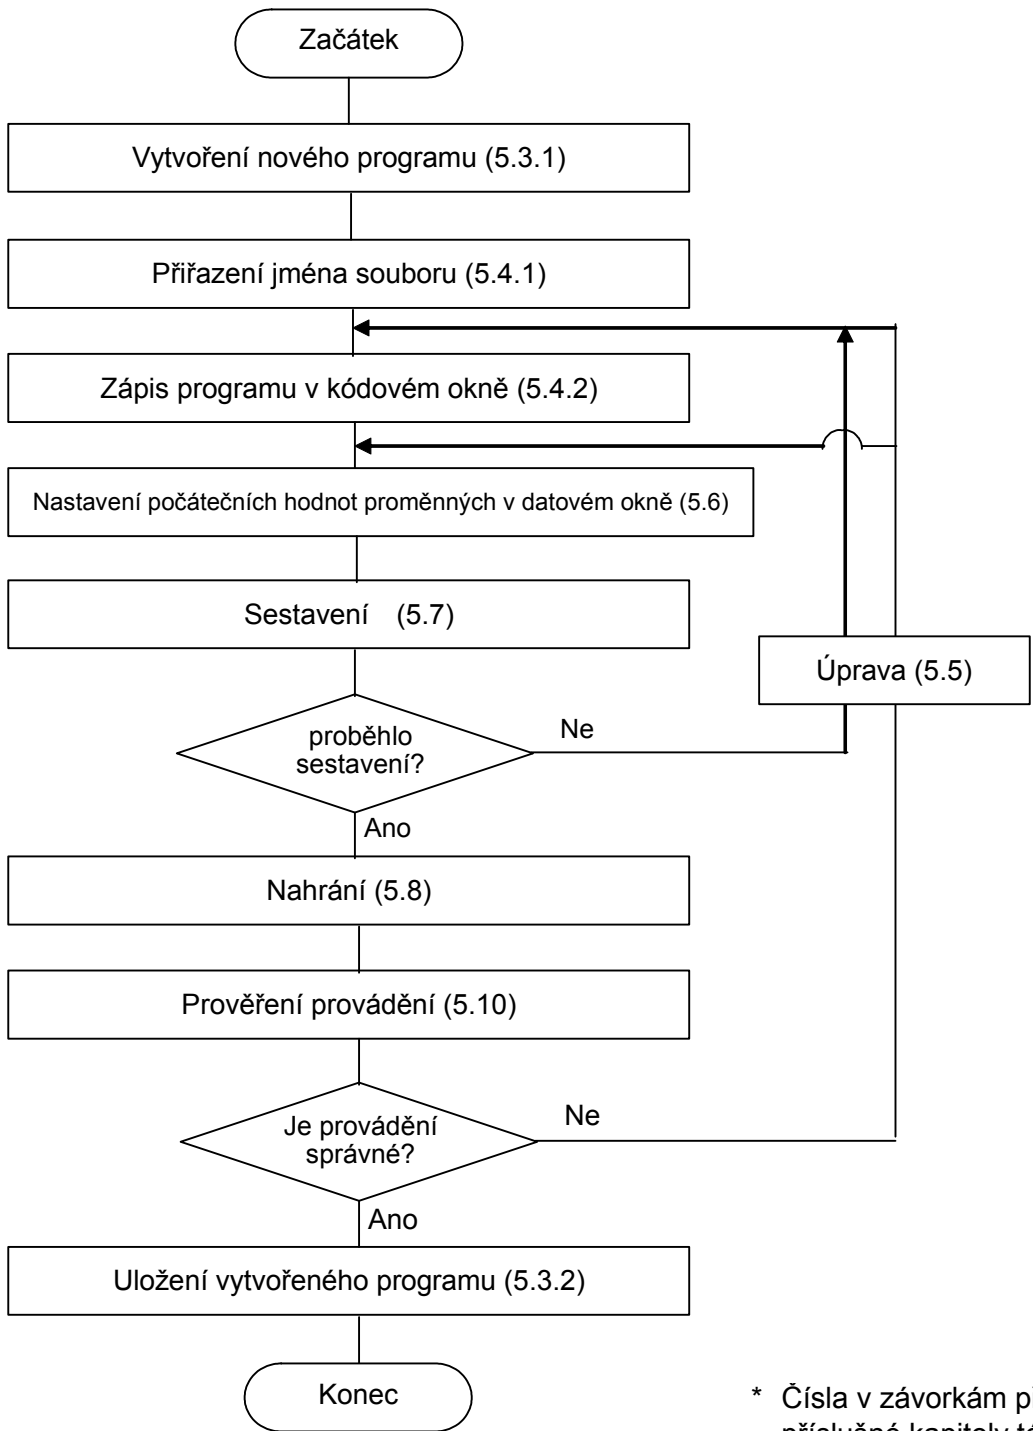 Začátek
Vytvoření nového programu (5.3.1)
Přiřazení jména souboru (5.4.1)
Zápis programu v kódovém okně (5.4.2)
Nastavení počátečních hodnot proměnných v datovém okně (5.6)
Sestavení (5.7)
Úprava (5.5)
proběhlo
sestavení?
Ne
Ano
Nahrání (5.8)
Prověření provádění (5.10)
Je provádění
správné?
Ne
Ano
Uložení vytvořeného programu (5.3.2)
Konec
* Čísla v závorkám